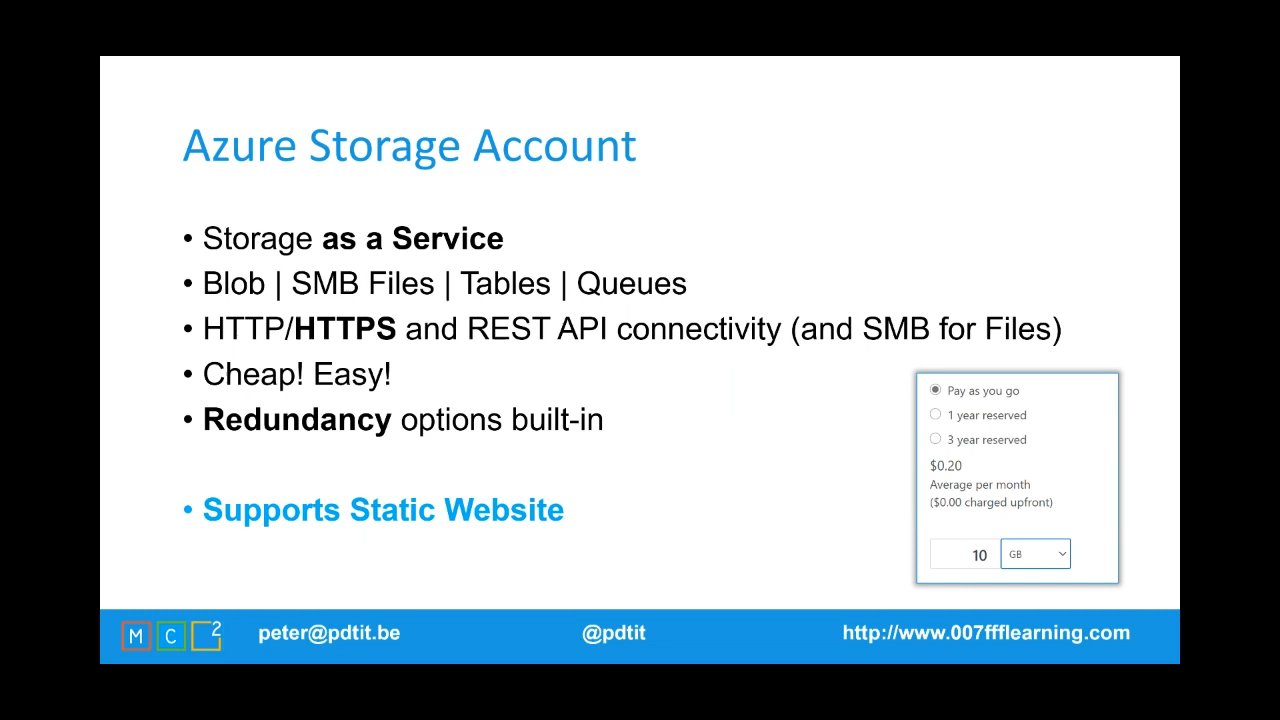 Azure Storage Account
• Storage as a Service
• Blob | SMB Files | Tables | Queues
• HTTP/HTTPS and REST API connectivity (and SMB for Files)
• Cheap! Easy!
• Redundancy options built-in
• Supports Static Website
Pay as you go
1 year reserved
3 year reserved
$0.20
Average per month
($0.00 charged upfront)
10 GB
M C 2 peter@pdtit.be @pdtit http://www.007ffflearning.com